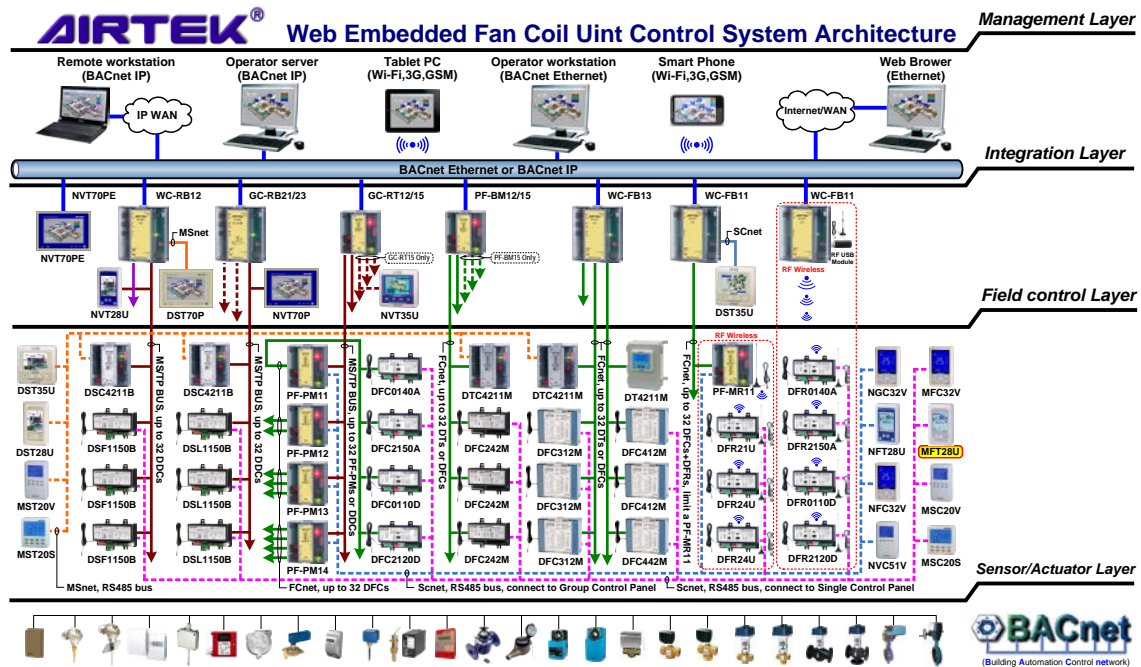 AIRTEK®
Web Embedded Fan Coil Uint Control System Architecture
Management Layer
Remote workstation
(BACnet IP)
Operator server
(BACnet IP)
Tablet PC
(Wi-Fi,3G,GSM)
Operator workstation
(BACnet Ethernet)
Smart Phone
(Wi-Fi,3G,GSM)
Web Brower
(Ethernet)
IP WAN
Internet/WAN
BACnet Ethernet or BACnet IP
Integration Layer
NVT70PE
WC-RB12
GC-RB21/23
GC-RT12/15
PF-BM12/15
WC-FB13
WC-FB11
WC-FB11
AIRTEK
MSnet
SCnet
GC-RT15 Only
PF-BM15 Only
RF USB
Module
RF Wireless
NVT70PE
NVT28U
DST70P
NVT70P
NVT35U
DST35U
Field control Layer
MS/TP BUS, up to 32 DDCs
MS/TP BUS, up to 32 DDCs
MS/TP BUS, up to 32 PF-PMs or DDCs
FCnet, up to 32 DTs or DFCs
FCnet, up to 32 DTs or DFCs
FCnet, up to 32 DFCs+DFRs, limit a PF-MR11
RF Wireless
DST35U
DSC4211B
DSC4211B
PF-PM11
DFC0140A
DTC4211M
DTC4211M
DT4211M
PF-MR11
DFR0140A
NGC32V
MFC32V
DST28U
DSF1150B
DSL1150B
PF-PM12
DFC2150A
DFC242M
DFC312M
DFC412M
DFR21U
DFR2150A
NFT28U
MFT28U
MST20V
DSF1150B
DSL1150B
PF-PM13
DFC0110D
DFC242M
DFC312M
DFC412M
DFR24U
DFR0110D
NFC32V
MSC20V
MST20S
DSF1150B
DSL1150B
PF-PM14
DFC2120D
DFC242M
DFC312M
DFC442M
DFR24U
DFR2120D
NVC51V
MSC20S
Sensor/Actuator Layer
MSnet, RS485 bus
FCnet, up to 32 DFCs
Scnet, RS485 bus, connect to Group Control Panel
Scnet, RS485 bus, connect to Single Control Panel
BACnet
(Building Automation Control network)